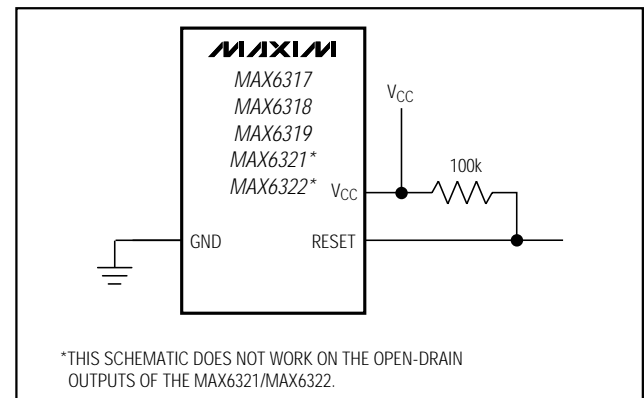 MAXIM
MAX6317
MAX6318
MAX6319
MAX6321*
MAX6322*
VCC
VCC
100k
GND
RESET
*THIS SCHEMATIC DOES NOT WORK ON THE OPEN-DRAIN
OUTPUTS OF THE MAX6321/MAX6322.